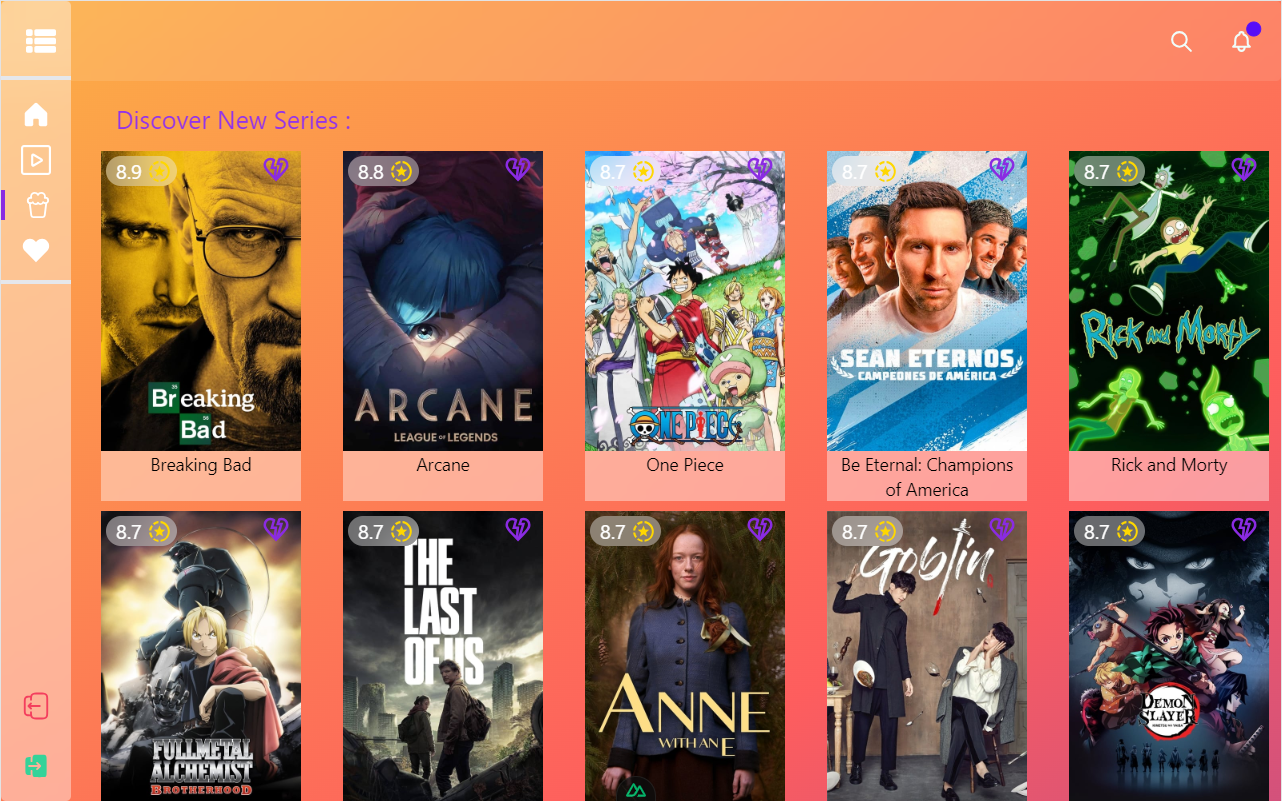 Discover New Series :
8.9
8.8
8.7
8.7
8.7
35
Breaking
56
Bad
ARCANE
LEAGUE OF LEGENDS
ONE PIECE
SEAN ETERNOS
CAMPEONES DE AMÉRICA
Rick and Morty
Breaking Bad
Arcane
One Piece
Be Eternal: Champions
of America
Rick and Morty
8.7
8.7
8.7
8.7
8.7
FULLMETAL
ALCHEMIST
BROTHERHOOD
THE
LAST
OF US
ANNE
WITH AN E
Goblin
DEMON
SLAYER